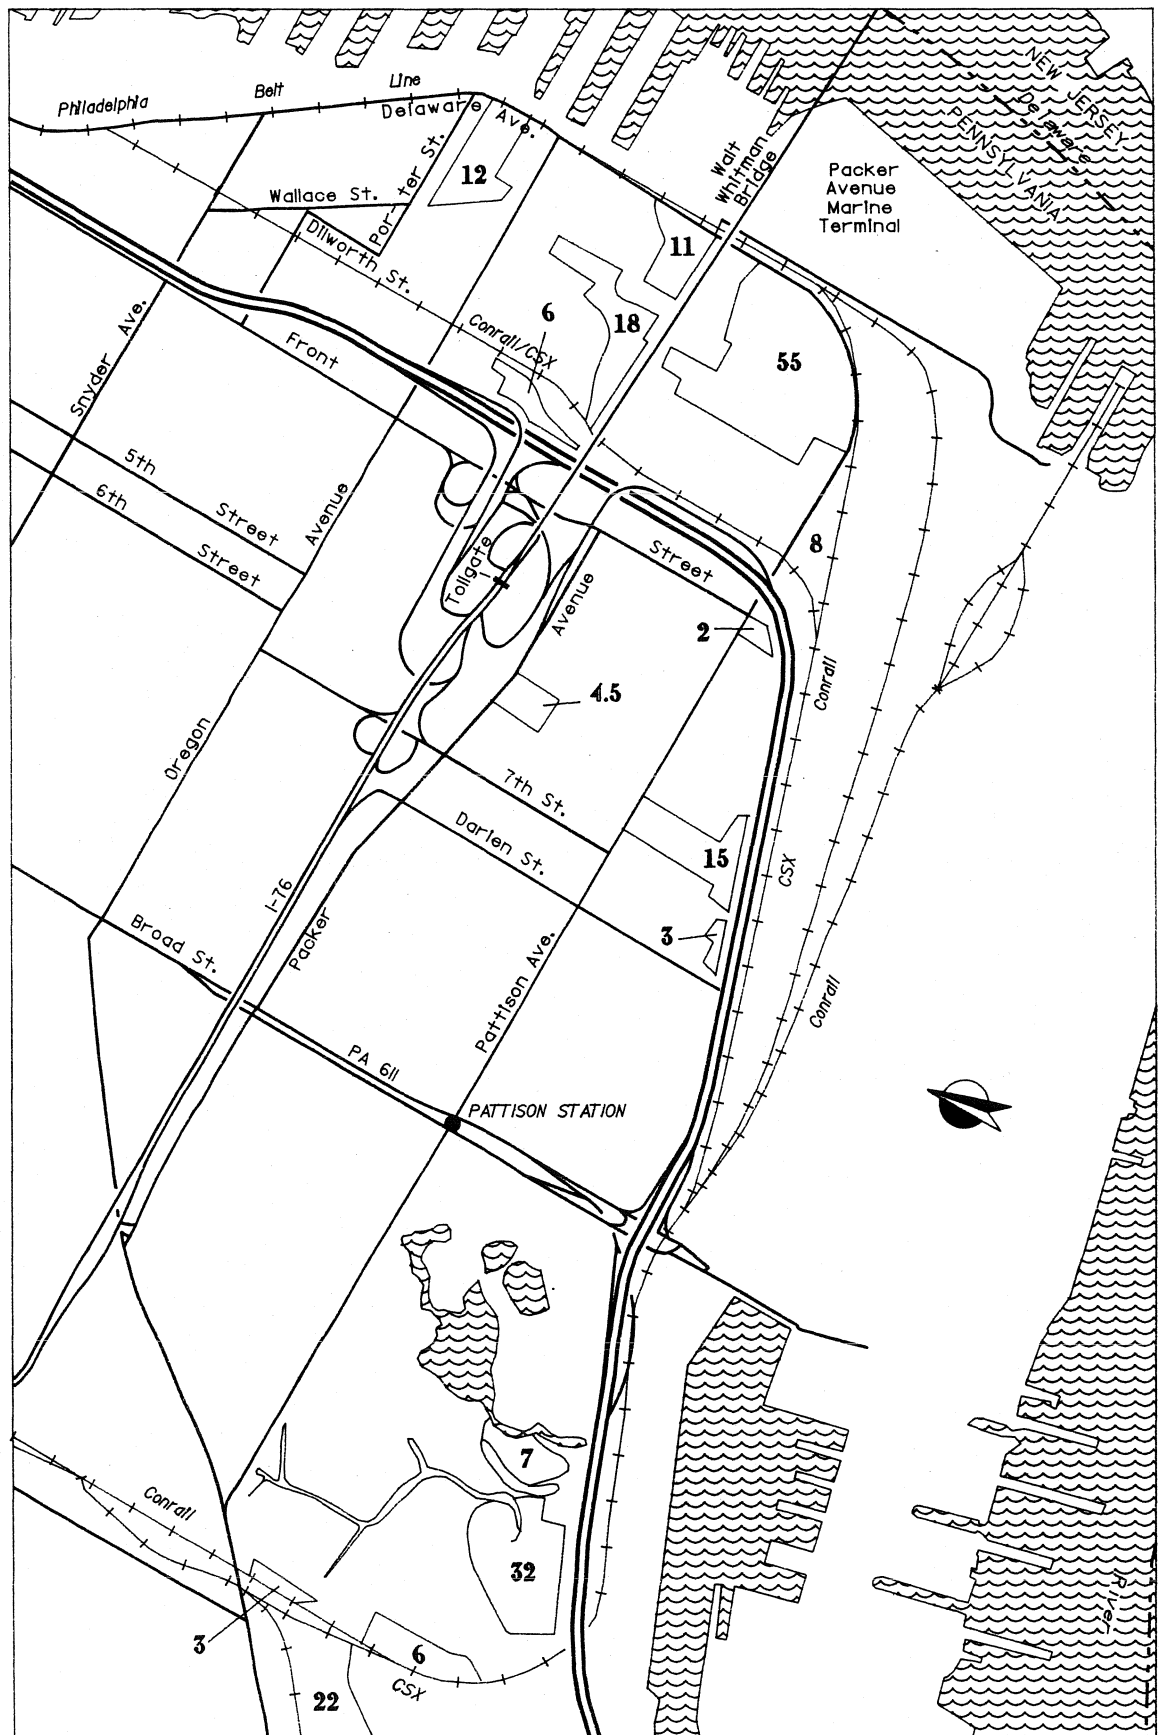 Philadelphia Belt Line
Delaware Ave.
NEW JERSEY
Delaware
PENNSYLVANIA
Walt
Whitman
Bridge
Packer
Avenue
Marine
Terminal
12
Wallace St.
Por-ter St.
Dilworth St.
11
6
18
Conrail/CSX
55
Front
Snyder Ave.
5th Street
6th Street
Avenue
Tollgate
Street
8
Avenue
2
Conrail
4.5
Oregon
7th St.
Darien St.
15
CSX
I-76
3
Packer
Broad St.
Pattison Ave.
Conrail
PA 611
PATTISON STATION
7
Conrail
32
River
3
6
CSX
22